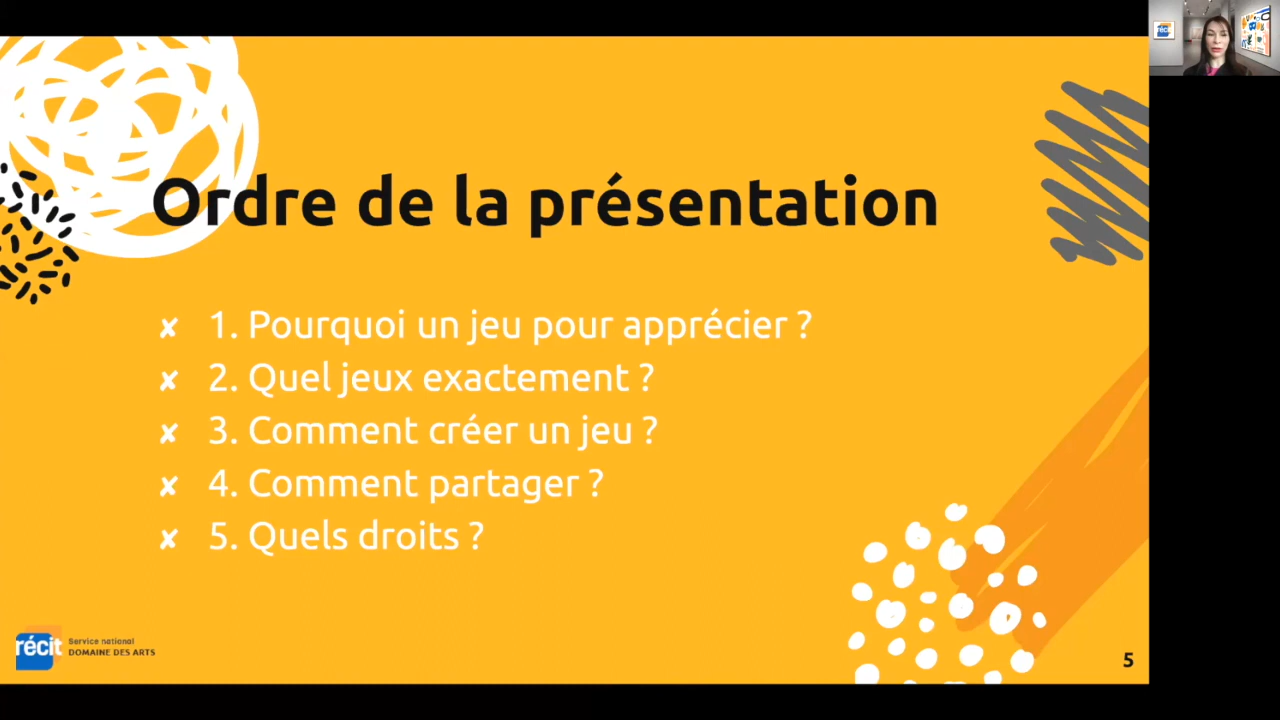 récit
Ordre de la présentation
✘ 1. Pourquoi un jeu pour apprécier ?
✘ 2. Quel jeux exactement ?
✘ 3. Comment créer un jeu ?
✘ 4. Comment partager ?
✘ 5. Quels droits ?
récit
Service national
DOMAINE DES ARTS
5